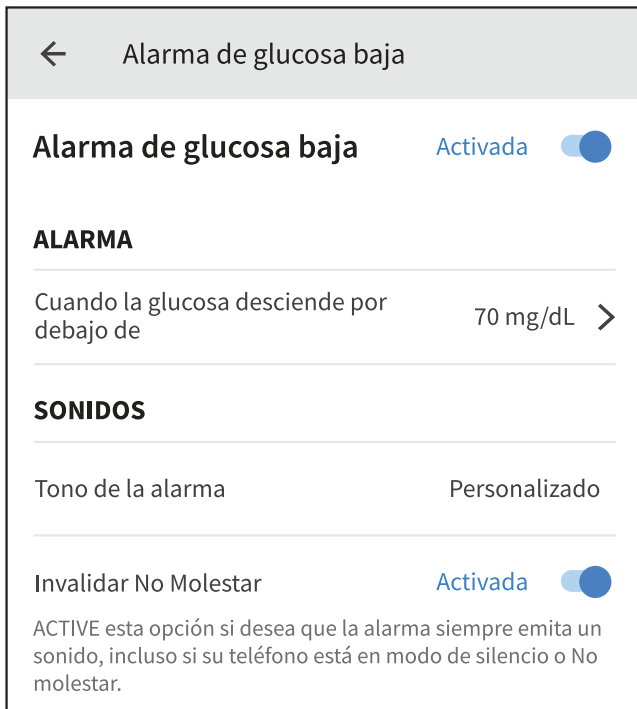 Alarma de glucosa baja
Alarma de glucosa baja Activada
ALARMA
Cuando la glucosa desciende por
debajo de 70 mg/dL
SONIDOS
Tono de la alarma Personalizado
Invalidar No Molestar Activada
ACTIVE esta opción si desea que la alarma siempre emita un
sonido, incluso si su teléfono está en modo de silencio o No
molestar.